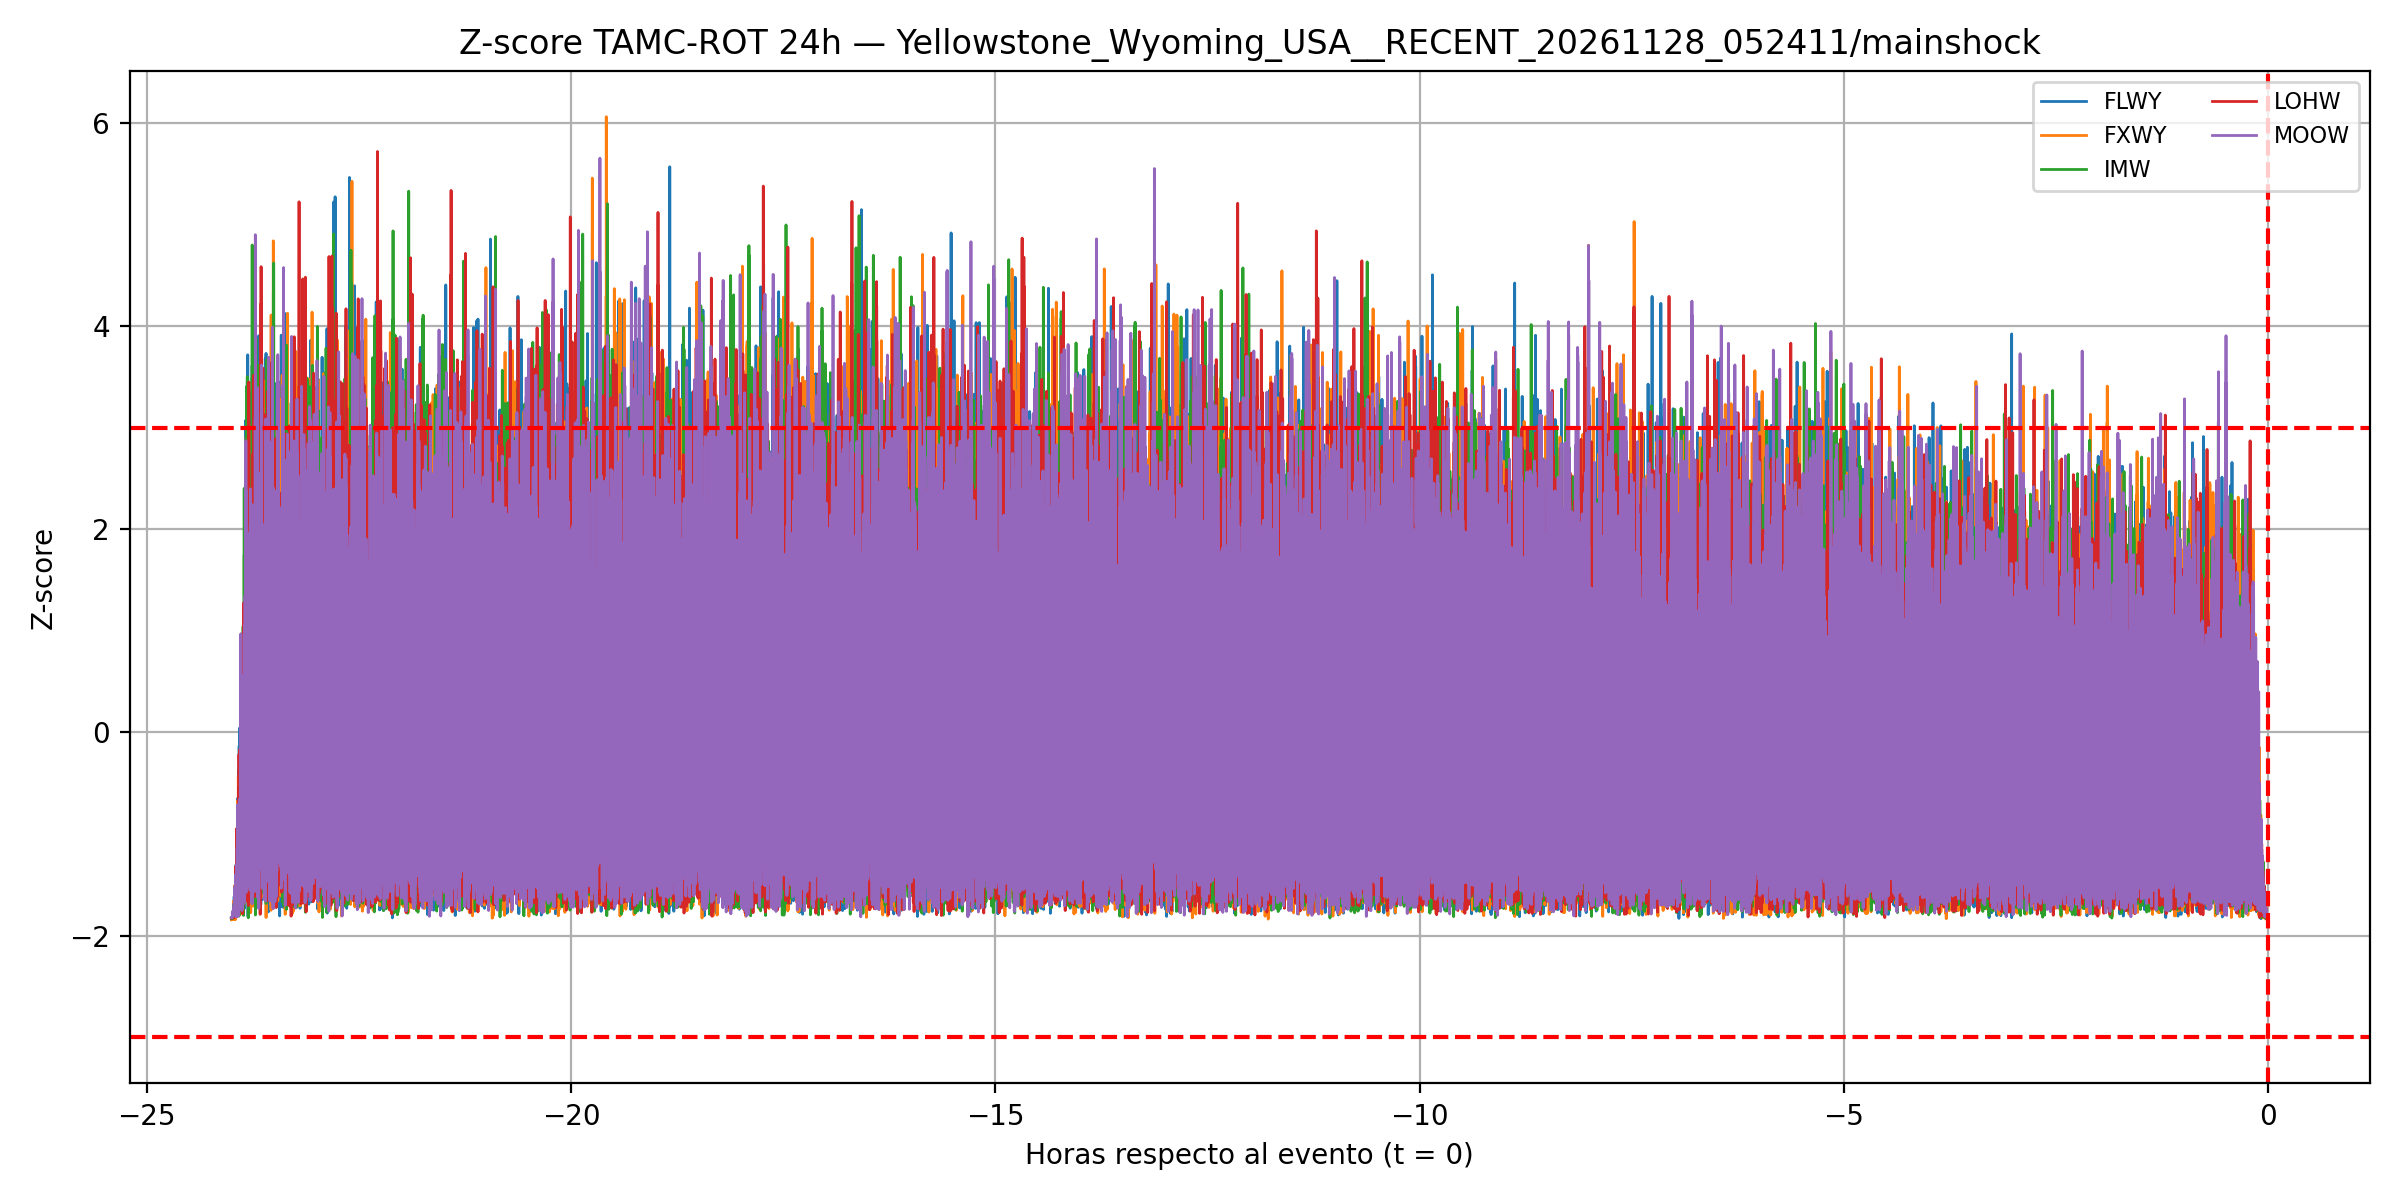 Z-score TAMC-ROT 24h — Yellowstone_Wyoming_USA__RECENT_20261128_052411/mainshock
FLWY
FXWY
IMW
LOHW
MOOW
Z-score
6
4
2
0
−2
−25
−20
−15
−10
−5
0
Horas respecto al evento (t = 0)